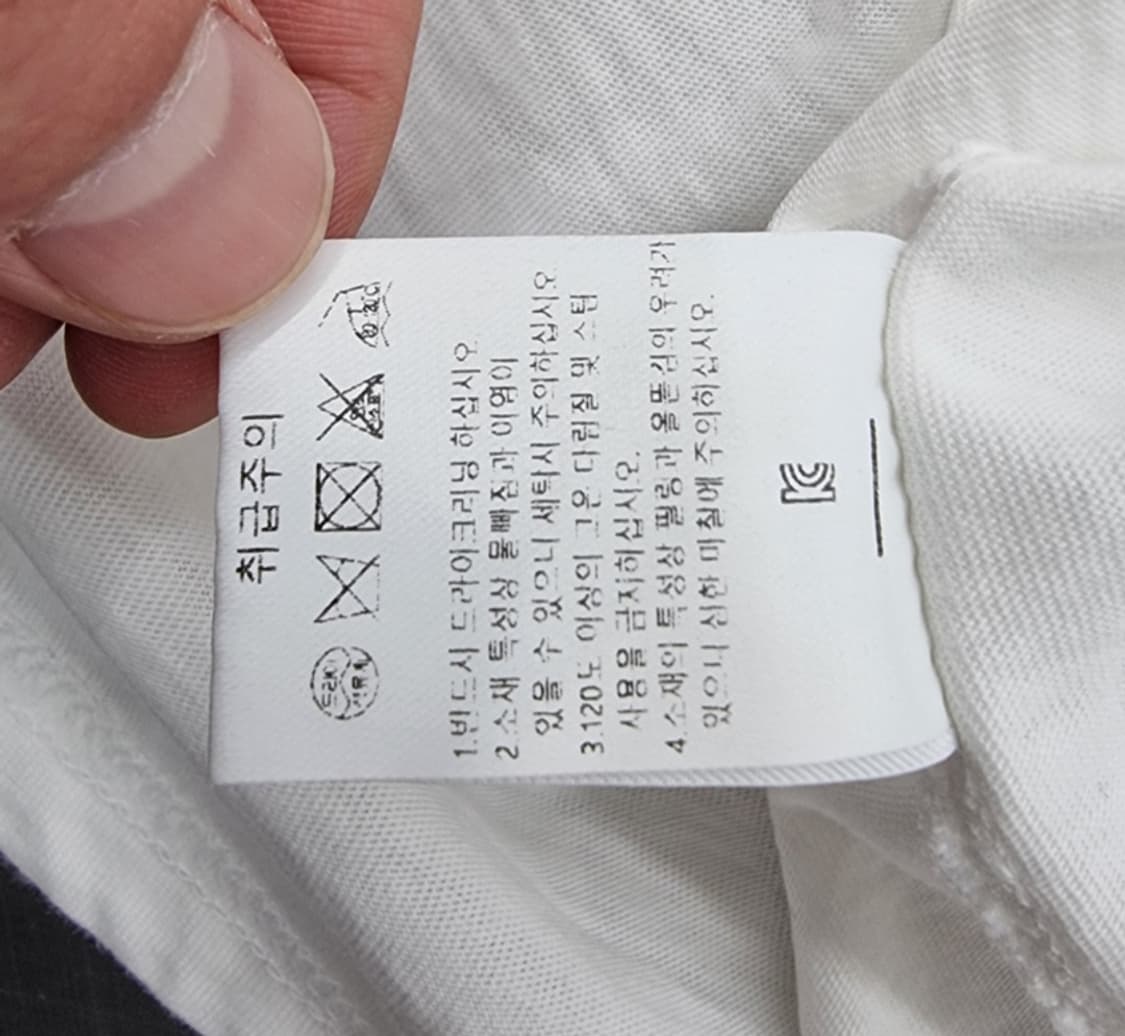 취급주의
드라이
1.반드시 드라이크리닝 하십시오
2.소재 특성상 물빠짐과 이염이
있을 수 있으니 세탁시 주의하십시오
3.120도 이상의 고온 다림질 및 스팀
사용을 금지하십시오.
4.소재의 특성상 필링과 올뜯김의 우려가
있으니 심한 마찰에 주의하십시오.
KC